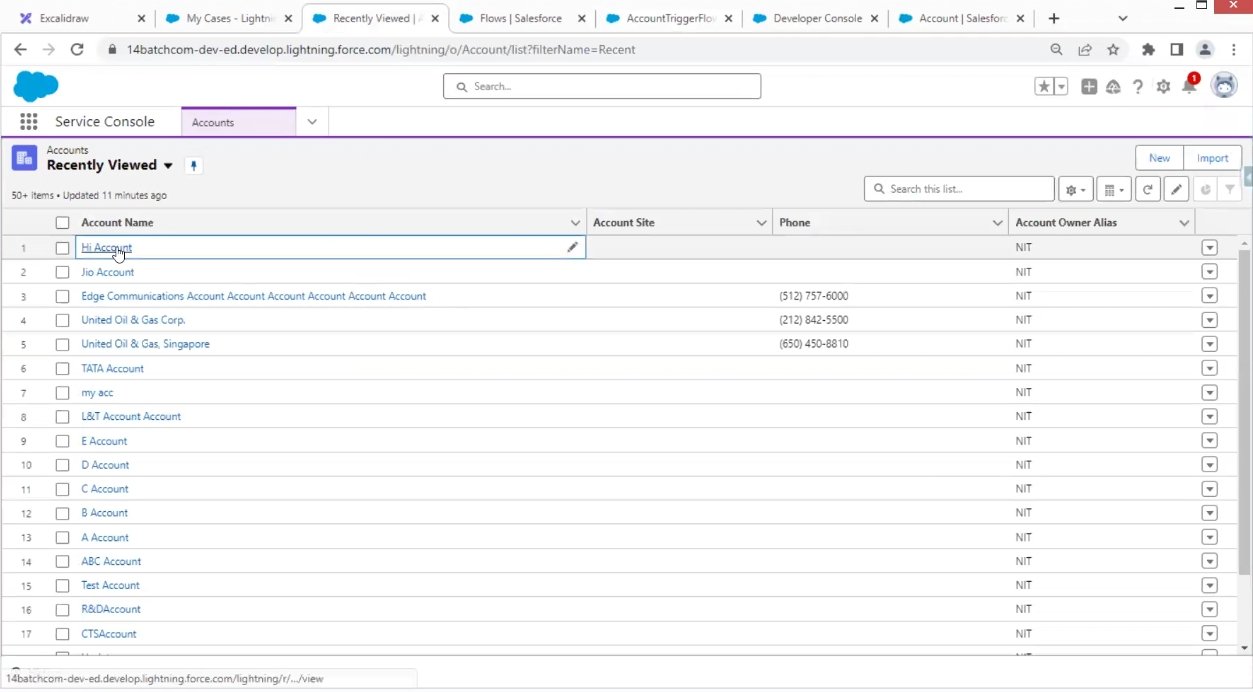 Excalidraw
My Cases - Lightni
Recently Viewed | A
Flows | Salesforce
AccountTriggerFlo
Developer Console
Account | Salesforc
14batchcom-dev-ed.develop.lightning.force.com/lightning/o/Account/list?filterName=Recent
Search...
1
Service Console
Accounts
Accounts
Recently Viewed
New
Import
50+ items • Updated 11 minutes ago
Search this list...
Account Name
Account Site
Phone
Account Owner Alias
1 Hi Account NIT
2 Jio Account NIT
3 Edge Communications Account Account Account Account Account Account (512) 757-6000 NIT
4 United Oil & Gas Corp. (212) 842-5500 NIT
5 United Oil & Gas, Singapore (650) 450-8810 NIT
6 TATA Account NIT
7 my acc NIT
8 L&T Account Account NIT
9 E Account NIT
10 D Account NIT
11 C Account NIT
12 B Account NIT
13 A Account NIT
14 ABC Account NIT
15 Test Account NIT
16 R&DAccount NIT
17 CTSAccount NIT
14batchcom-dev-ed.develop.lightning.force.com/lightning/r/.../view